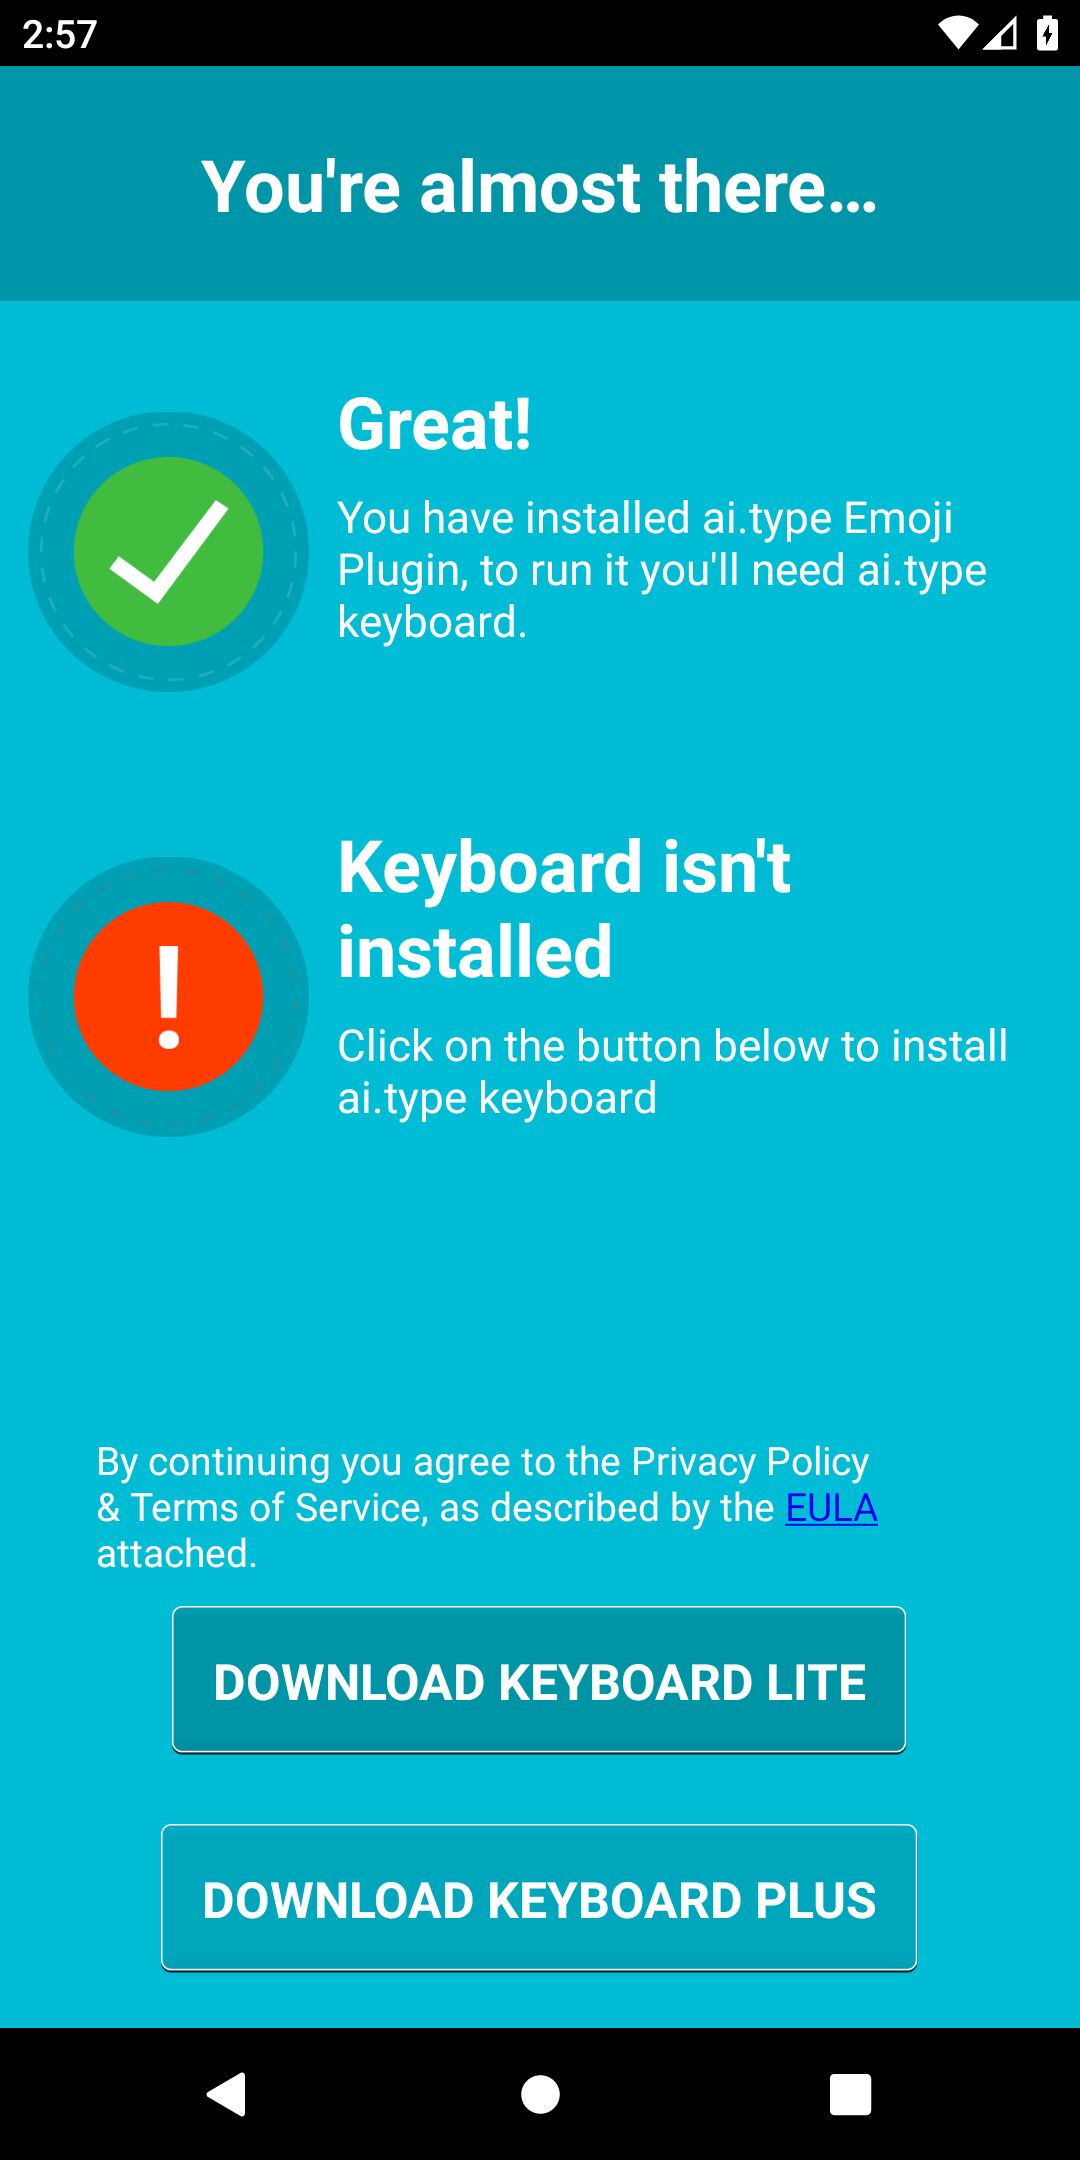 2:57
You're almost there…
Great!
You have installed ai.type Emoji
Plugin, to run it you'll need ai.type
keyboard.
Keyboard isn't
installed
Click on the button below to install
ai.type keyboard
By continuing you agree to the Privacy Policy
& Terms of Service, as described by the EULA
attached.
DOWNLOAD KEYBOARD LITE
DOWNLOAD KEYBOARD PLUS